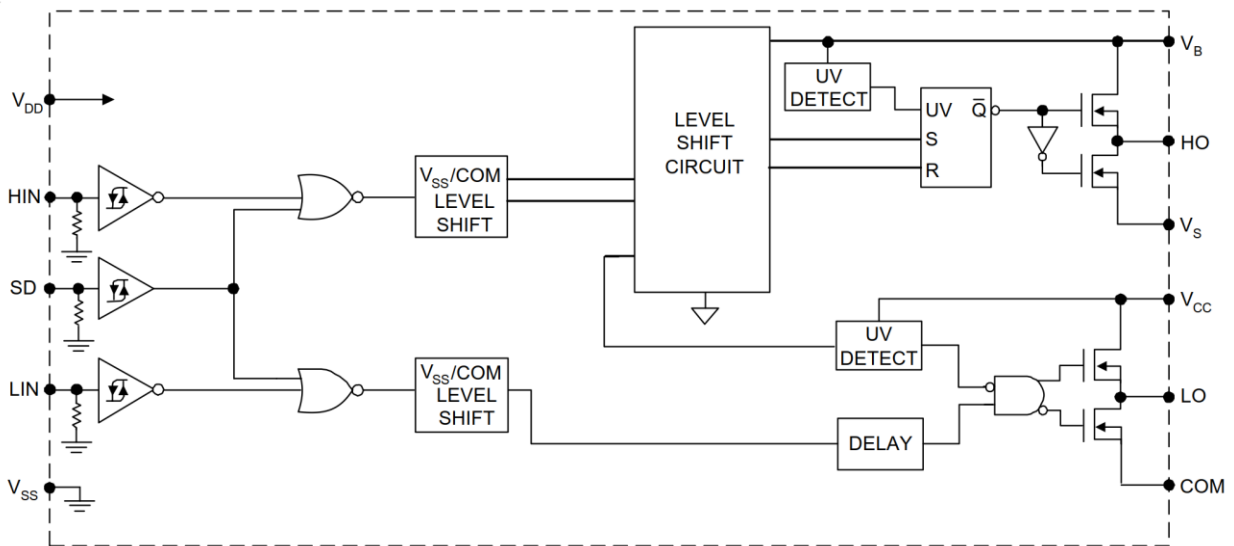 V_B
UV
DETECT
V_DD
LEVEL
SHIFT
CIRCUIT
UV
Q̅
S
R
HO
HIN
V_SS/COM
LEVEL
SHIFT
V_S
SD
V_CC
UV
DETECT
LIN
V_SS/COM
LEVEL
SHIFT
LO
DELAY
V_SS
COM